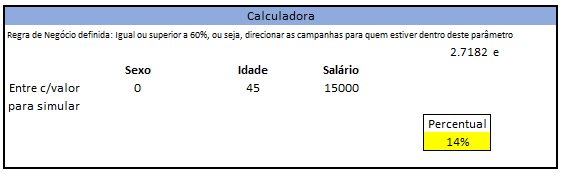 Calculadora
Regra de Negócio definida: Igual ou superior a 60%, ou seja, direcionar as campanhas para quem estiver dentro deste parâmetro
2.7182 e
Sexo Idade Salário
Entre c/valor 0 45 15000
para simular
Percentual
14%